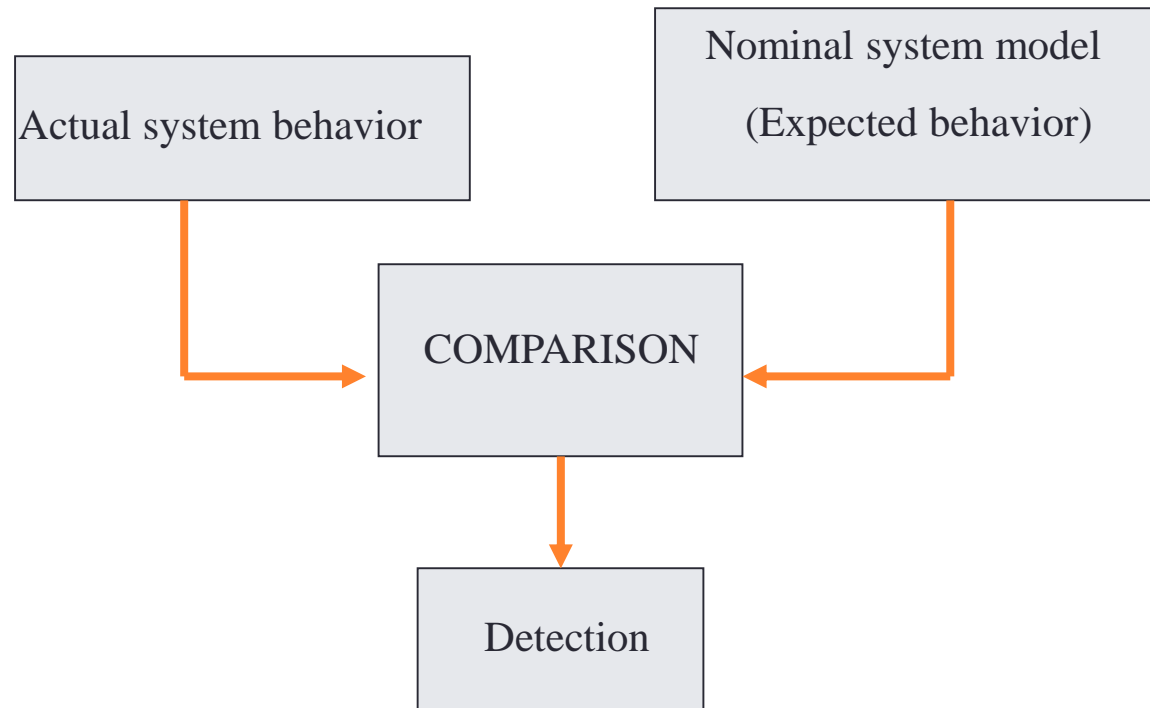 Actual system behavior
Nominal system model
(Expected behavior)
COMPARISON
Detection